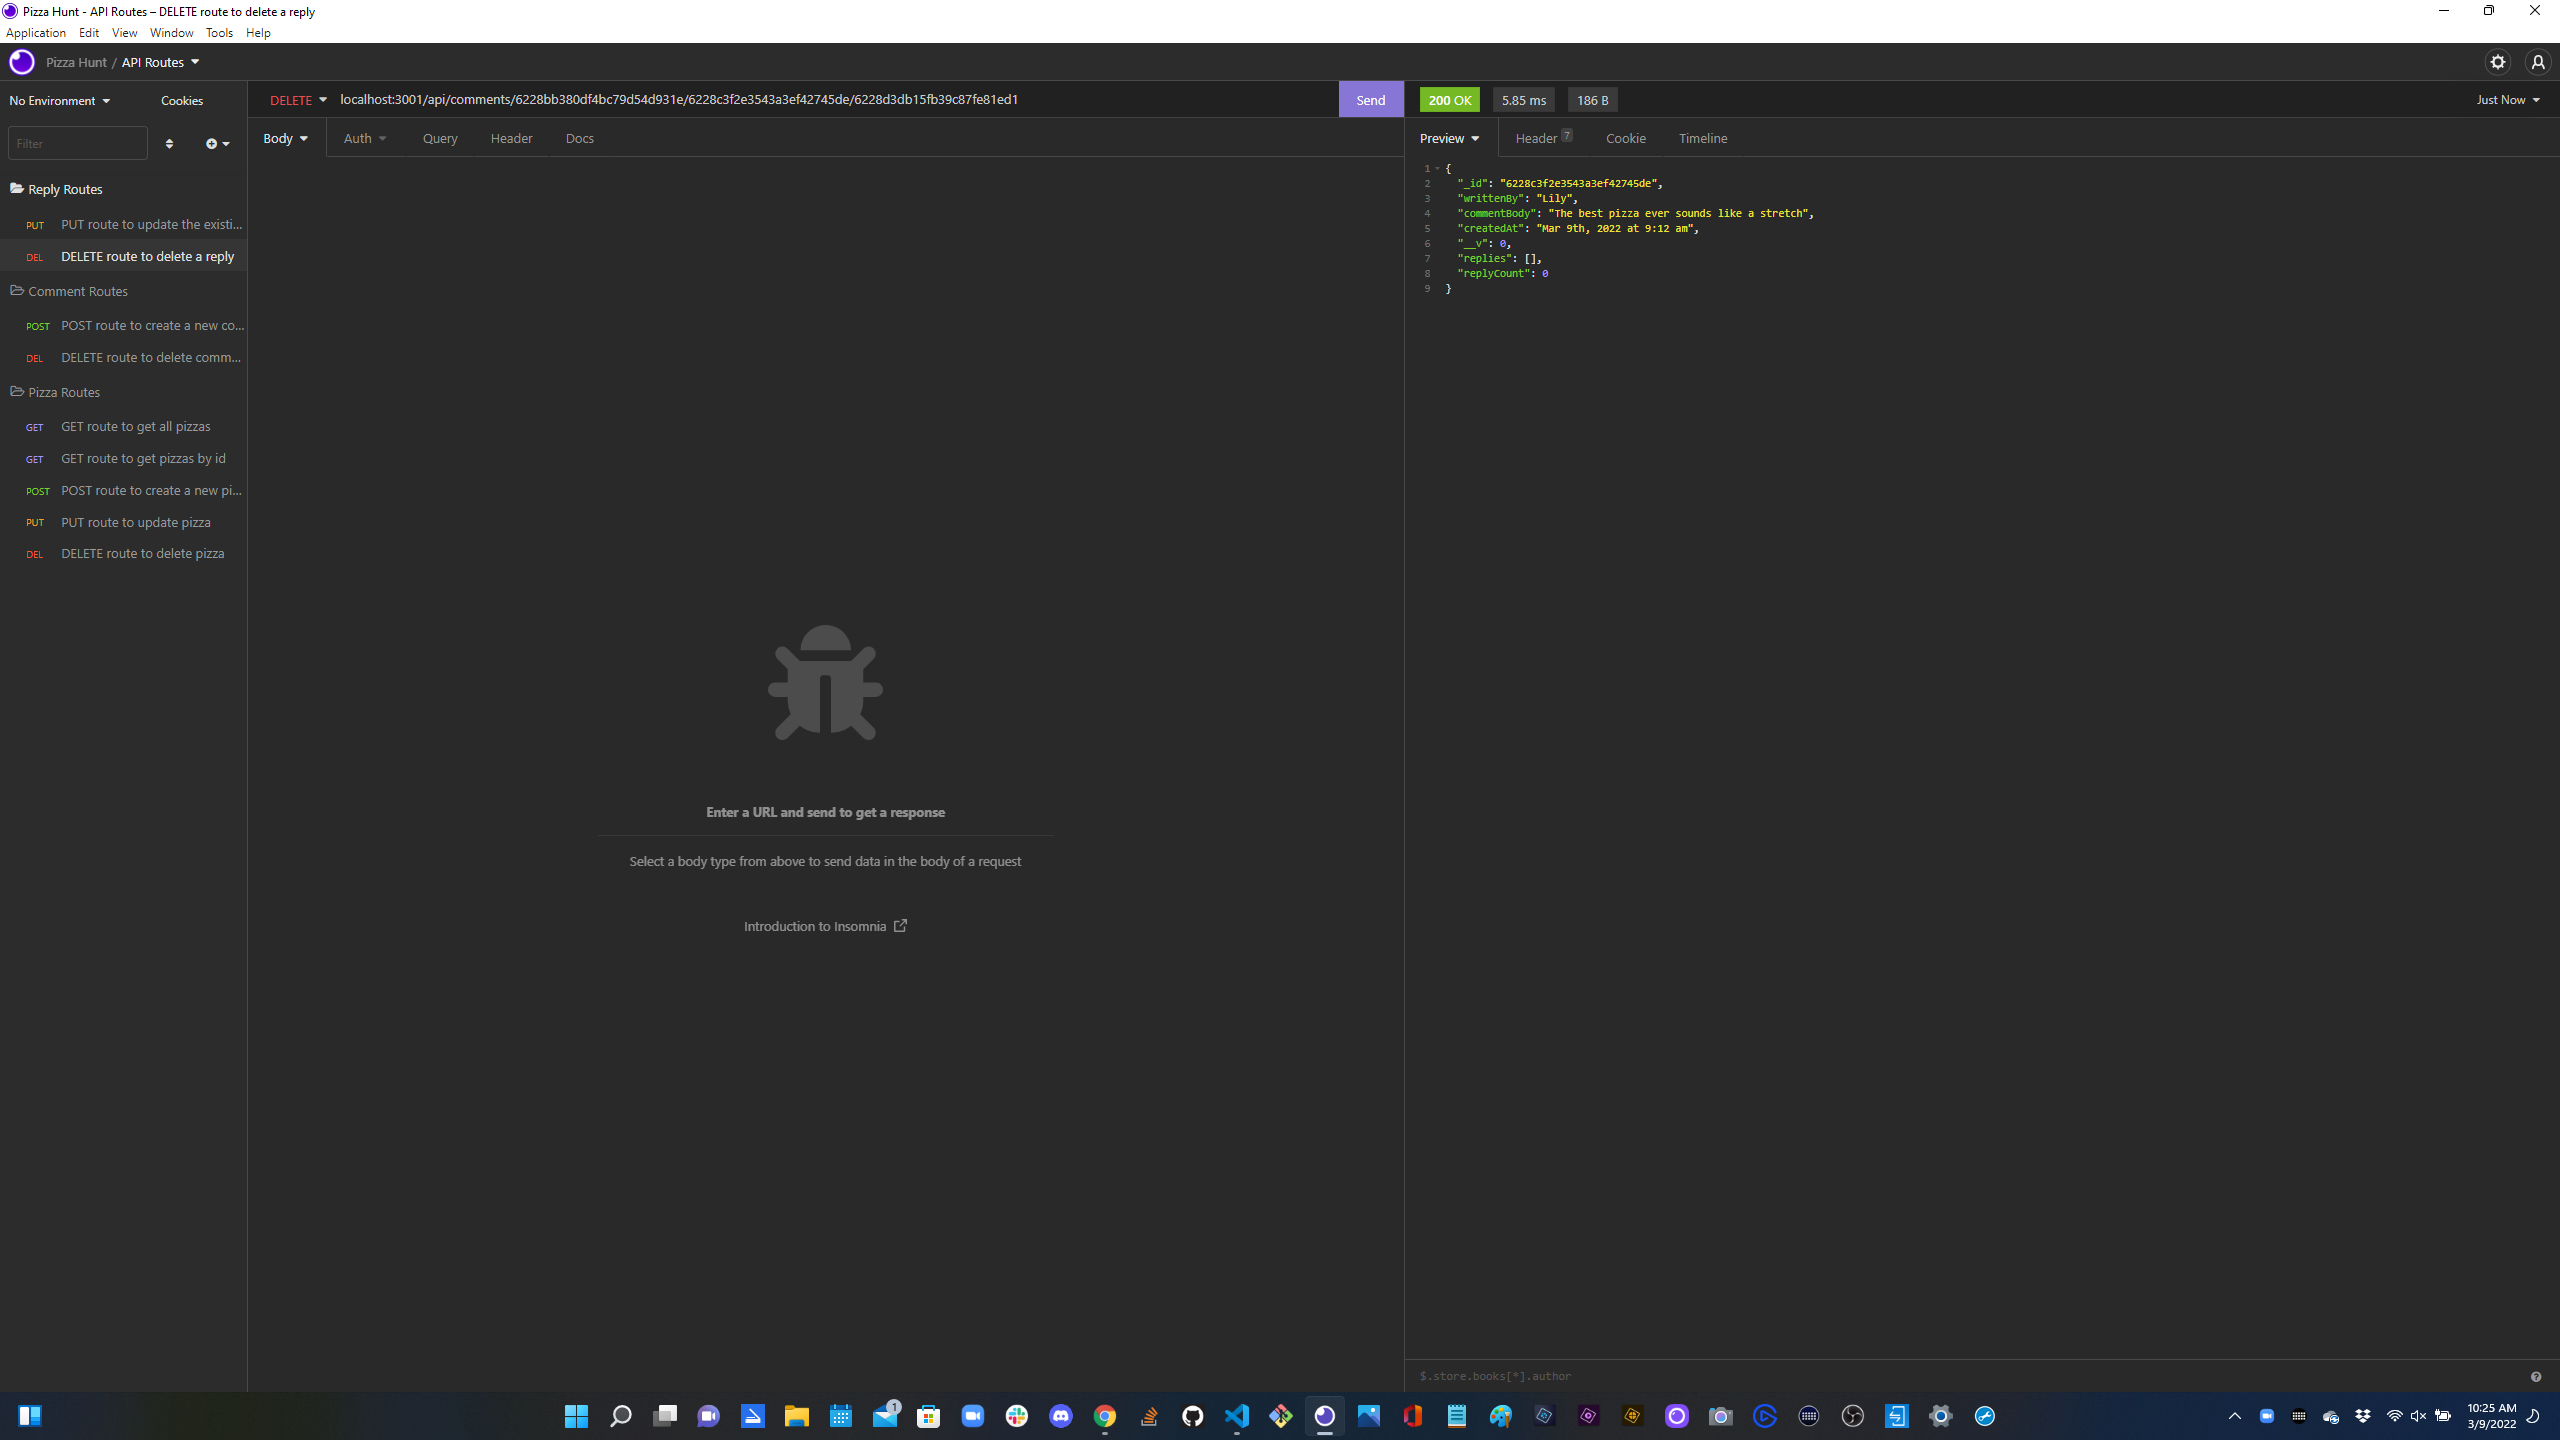 Pizza Hunt - API Routes – DELETE route to delete a reply
Application Edit View Window Tools Help
Pizza Hunt / API Routes
No Environment Cookies
DELETE localhost:3001/api/comments/6228bb380df4bc79d54d931e/6228c3f2e3543a3ef42745de/6228d3db15fb39c87fe81ed1 Send
200 OK 5.85 ms 186 B Just Now
Filter
Body Auth Query Header Docs
Preview Header 7 Cookie Timeline
Reply Routes
PUT PUT route to update the existi...
DEL DELETE route to delete a reply
Comment Routes
POST POST route to create a new co...
DEL DELETE route to delete comm...
Pizza Routes
GET GET route to get all pizzas
GET GET route to get pizzas by id
POST POST route to create a new pi...
PUT PUT route to update pizza
DEL DELETE route to delete pizza
1 {
2 "_id": "6228c3f2e3543a3ef42745de",
3 "writtenBy": "Lily",
4 "commentBody": "The best pizza ever sounds like a stretch",
5 "createdAt": "Mar 9th, 2022 at 9:12 am",
6 "__v": 0,
7 "replies": [],
8 "replyCount": 0
9 }
Enter a URL and send to get a response
Select a body type from above to send data in the body of a request
Introduction to Insomnia
$.store.books[*].author
1
10:25 AM
3/9/2022